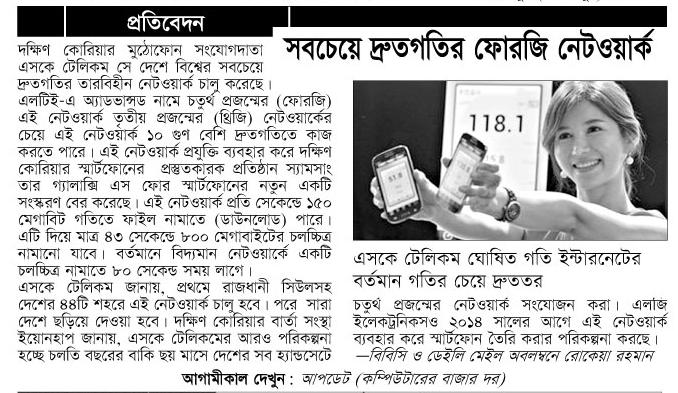 প্রতিবেদন
সবচেয়ে দ্রুতগতির ফোরজি নেটওয়ার্ক
দক্ষিণ কোরিয়ার মুঠোফোন সংযোগদাতা
এসকে টেলিকম সে দেশে বিশ্বের সবচেয়ে
দ্রুতগতির তারবিহীন নেটওয়ার্ক চালু করেছে।
এলটিই-এ অ্যাডভান্সড নামে চতুর্থ প্রজন্মের (ফোরজি)
এই নেটওয়ার্ক তৃতীয় প্রজন্মের (থ্রিজি) নেটওয়ার্কের
চেয়ে এই নেটওয়ার্ক ১০ গুণ বেশি দ্রুতগতিতে কাজ
করতে পারে। এই নেটওয়ার্ক প্রযুক্তি ব্যবহার করে দক্ষিণ
কোরিয়ার স্মার্টফোনের প্রস্তুতকারক প্রতিষ্ঠান স্যামসাং
তার গ্যালাক্সি এস ফোর স্মার্টফোনের নতুন একটি
সংস্করণ বের করেছে। এই নেটওয়ার্ক প্রতি সেকেন্ডে ১৫০
মেগাবিট গতিতে ফাইল নামাতে (ডাউনলোড) পারে।
এটি দিয়ে মাত্র ৪৩ সেকেন্ডে ৮০০ মেগাবাইটের চলচ্চিত্র
নামানো যাবে। বর্তমানে বিদ্যমান নেটওয়ার্কে একটি
চলচ্চিত্র নামাতে ৮০ সেকেন্ড সময় লাগে।
এসকে টেলিকম জানায়, প্রথমে রাজধানী সিউলসহ
দেশের ৪৪টি শহরে এই নেটওয়ার্ক চালু হবে। পরে সারা
দেশে ছড়িয়ে দেওয়া হবে। দক্ষিণ কোরিয়ার বার্তা সংস্থা
ইয়োনহাপ জানায়, এসকে টেলিকমের আরও পরিকল্পনা
হচ্ছে চলতি বছরের বাকি ছয় মাসে দেশের সব হ্যান্ডসেটে
118.1
এসকে টেলিকম ঘোষিত গতি ইন্টারনেটের
বর্তমান গতির চেয়ে দ্রুততর
চতুর্থ প্রজন্মের নেটওয়ার্ক সংযোজন করা। এলজি
ইলেকট্রনিকসও ২০১৪ সালের আগে এই নেটওয়ার্ক
ব্যবহার করে স্মার্টফোন তৈরি করার পরিকল্পনা করছে।
—বিবিসি ও ডেইলি মেইল অবলম্বনে রোকেয়া রহমান
আগামীকাল দেখুন : আপডেট (কম্পিউটারের বাজার দর)